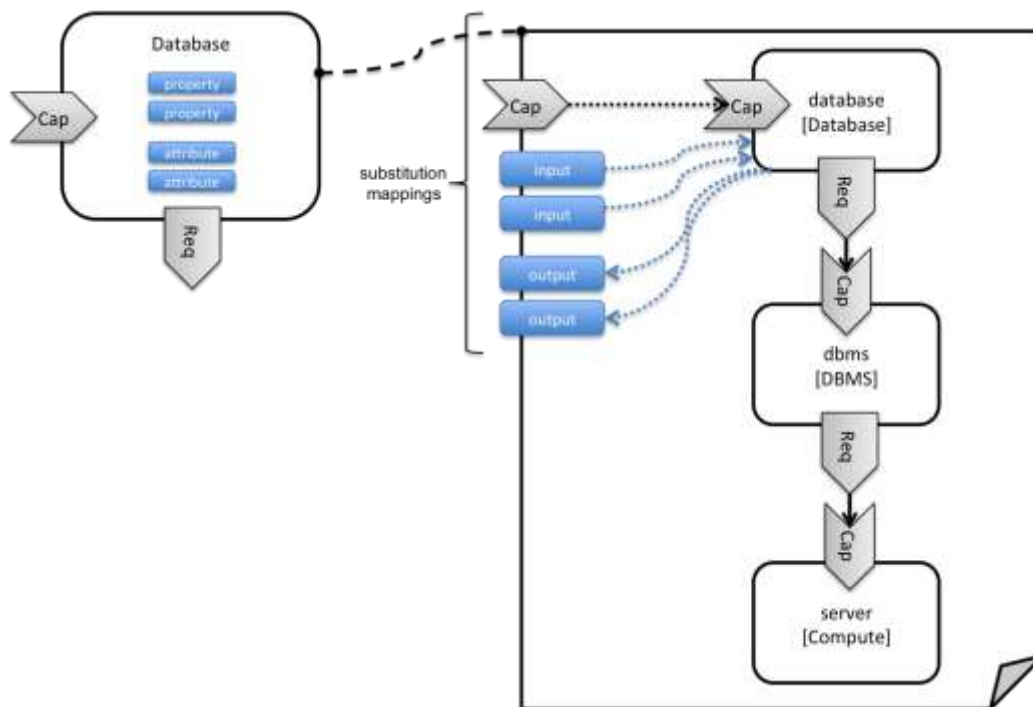 Database
property
property
Cap
attribute
attribute
Req
substitution
mappings
Cap
input
input
output
output
Cap
database
[Database]
Req
Cap
dbms
[DBMS]
Req
Cap
server
[Compute]